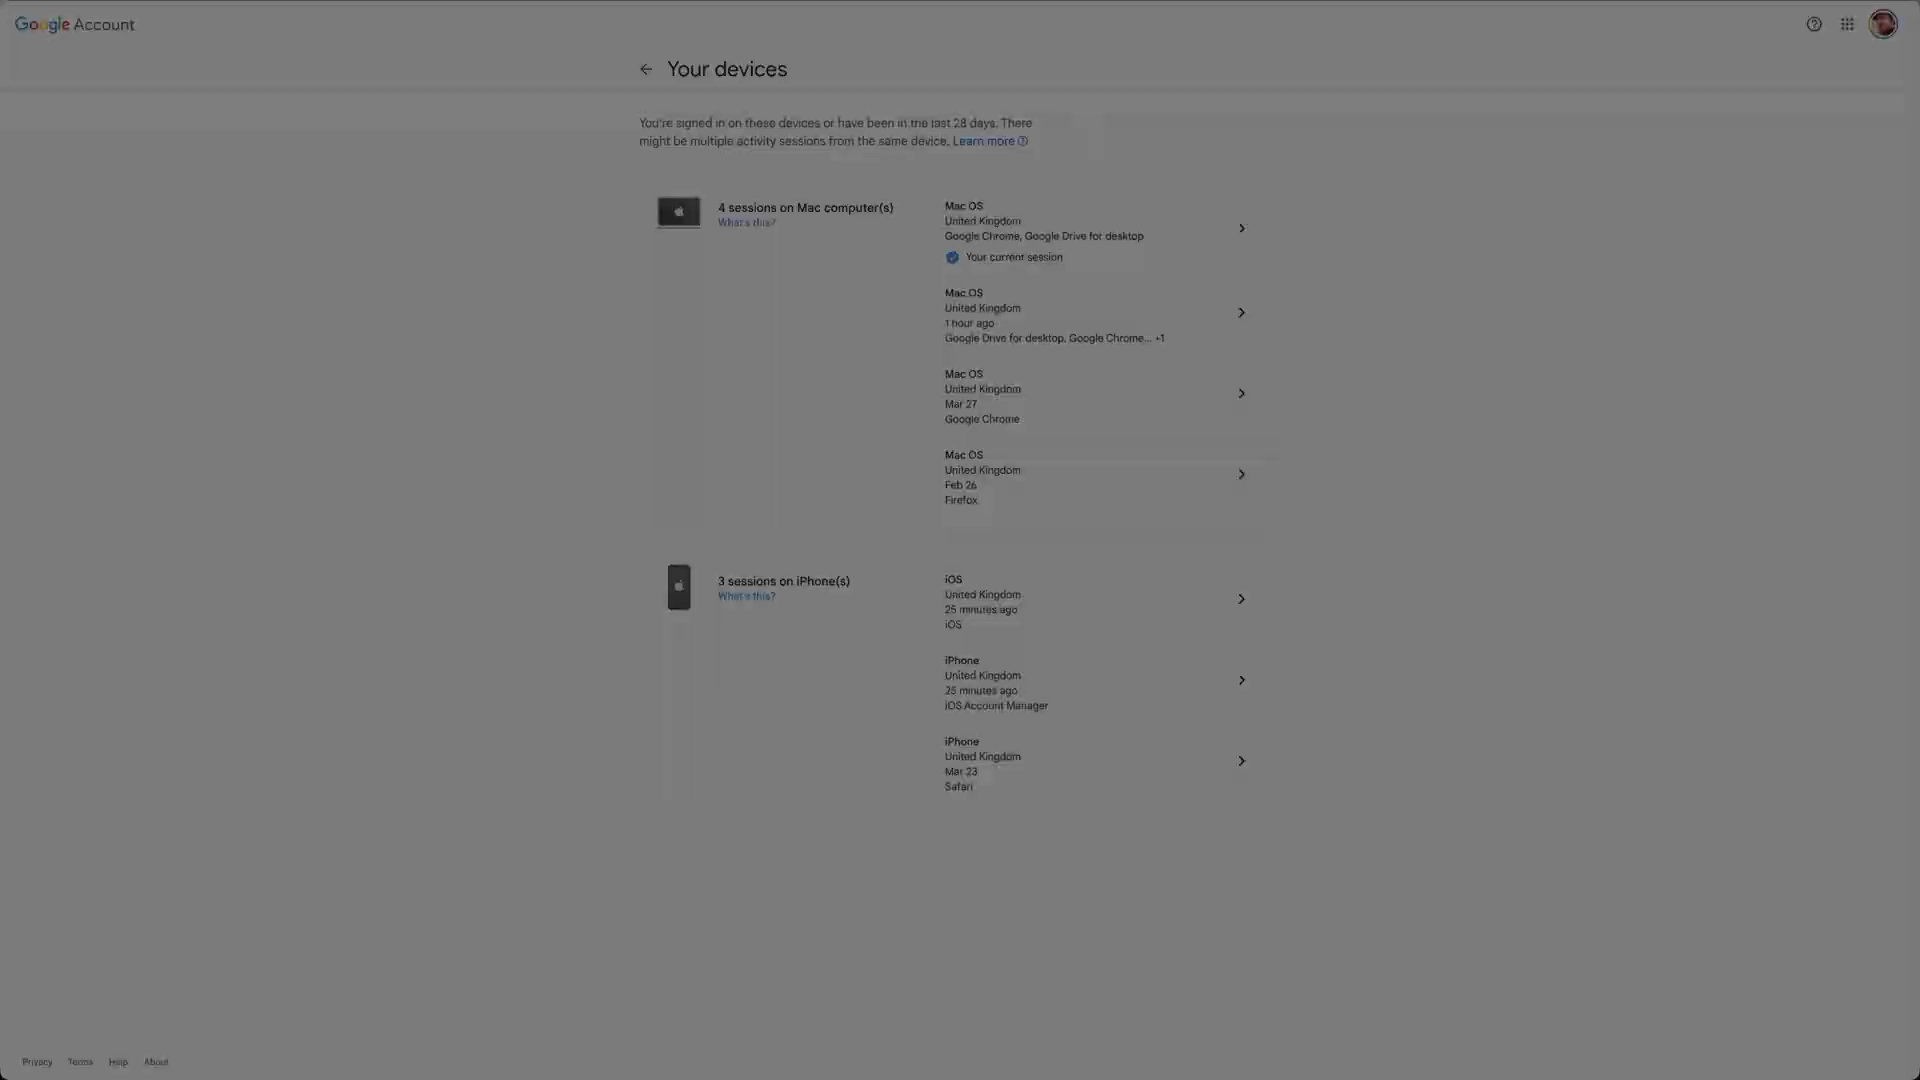 Google Account
Your devices
You're signed in on these devices or have been in the last 28 days. There
might be multiple activity sessions from the same device. Learn more
4 sessions on Mac computer(s)
What's this?
Mac OS
United Kingdom
Google Chrome, Google Drive for desktop
Your current session
Mac OS
United Kingdom
1 hour ago
Google Drive for desktop, Google Chrome... +1
Mac OS
United Kingdom
Mar 27
Google Chrome
Mac OS
United Kingdom
Feb 26
Firefox
3 sessions on iPhone(s)
What's this?
iOS
United Kingdom
25 minutes ago
iOS
iPhone
United Kingdom
25 minutes ago
iOS Account Manager
iPhone
United Kingdom
Mar 23
Safari
Privacy Terms Help About